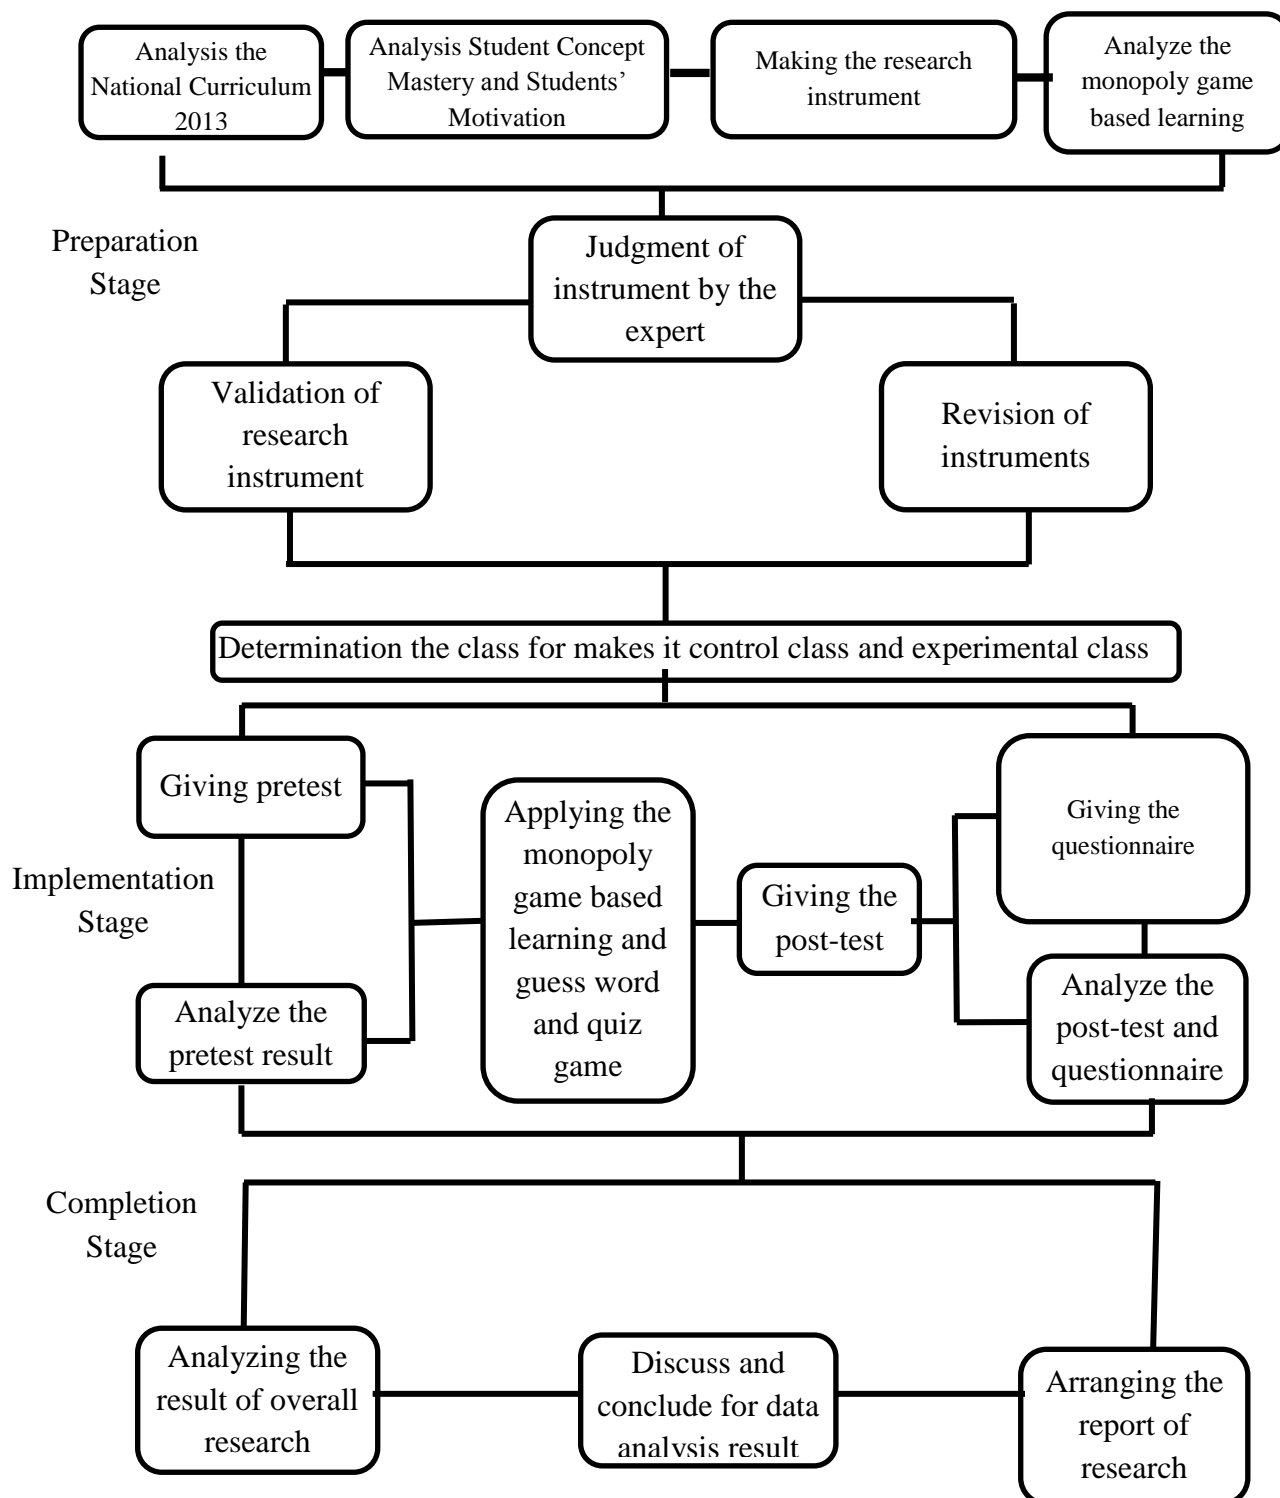 Analysis the
National Curriculum
2013
Analysis Student Concept
Mastery and Students’
Motivation
Making the research
instrument
Analyze the
monopoly game
based learning
Preparation
Stage
Judgment of
instrument by the
expert
Validation of
research
instrument
Revision of
instruments
Determination the class for makes it control class and experimental class
Implementation
Stage
Giving pretest
Analyze the
pretest result
Applying the
monopoly
game based
learning and
guess word
and quiz
game
Giving the
post-test
Giving the
questionnaire
Analyze the
post-test and
questionnaire
Completion
Stage
Analyzing the
result of overall
research
Discuss and
conclude for data
analysis result
Arranging the
report of
research